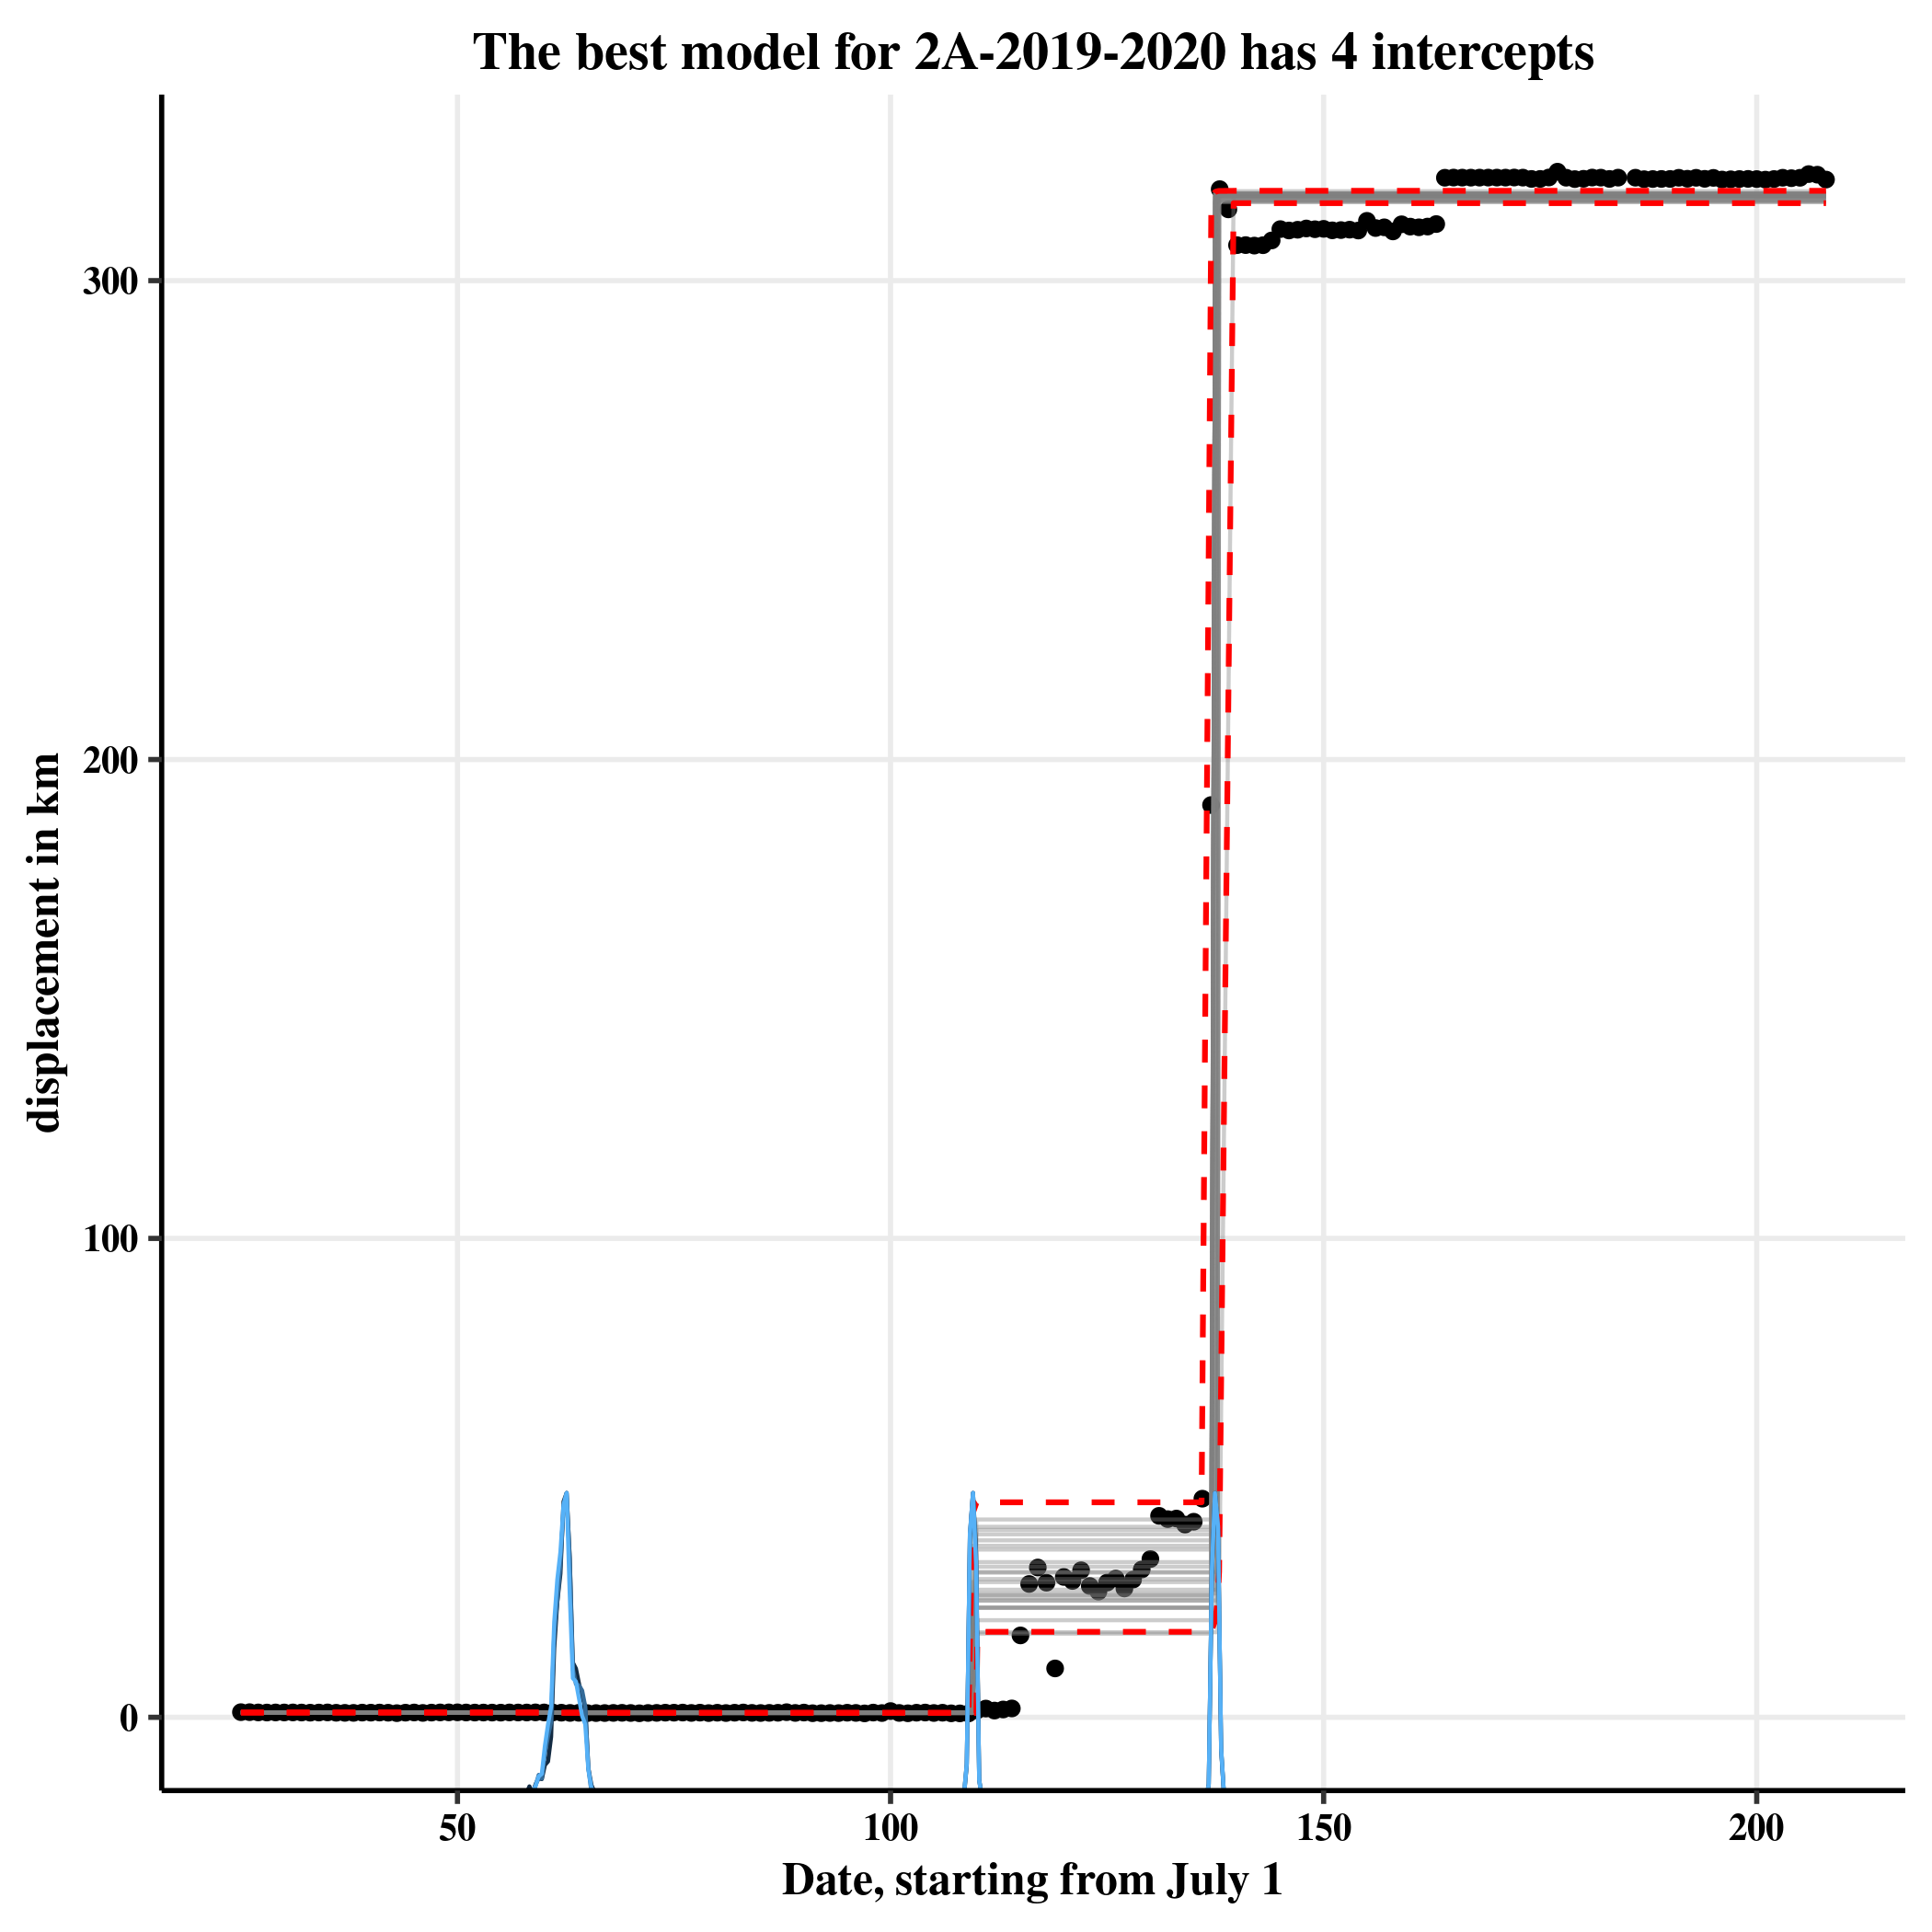 The best model for 2A-2019-2020 has 4 intercepts
displacement in km
300
200
100
0
50 100 150 200
Date, starting from July 1